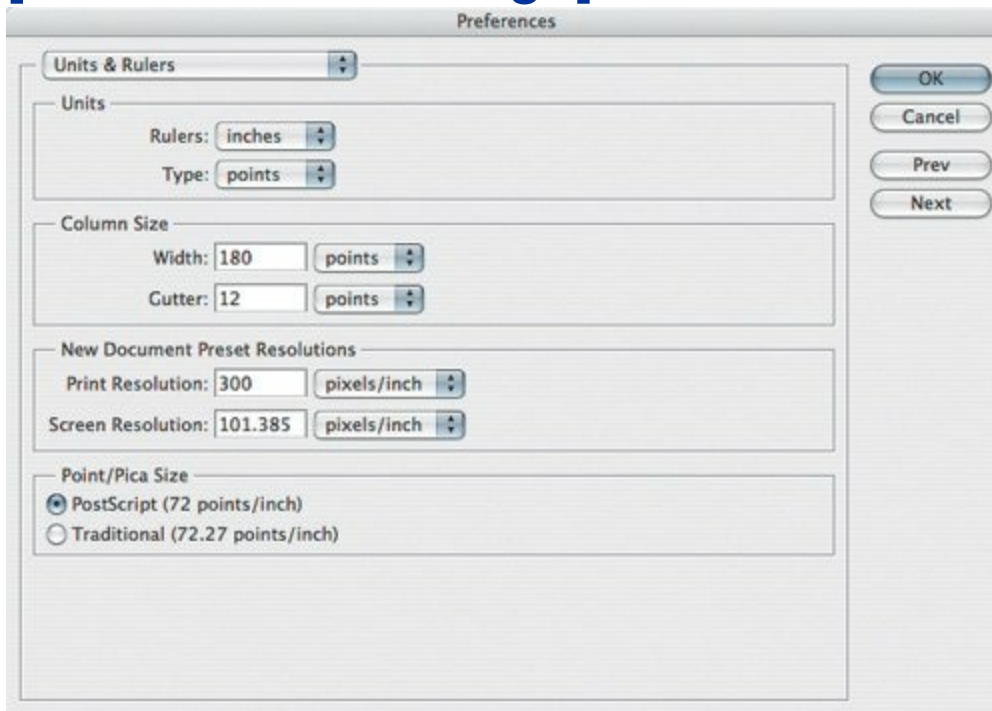 Preferences
Units & Rulers
OK
Cancel
Prev
Next
Units
Rulers: inches
Type: points
Column Size
Width: 180 points
Gutter: 12 points
New Document Preset Resolutions
Print Resolution: 300 pixels/inch
Screen Resolution: 101.385 pixels/inch
Point/Pica Size
PostScript (72 points/inch)
Traditional (72.27 points/inch)